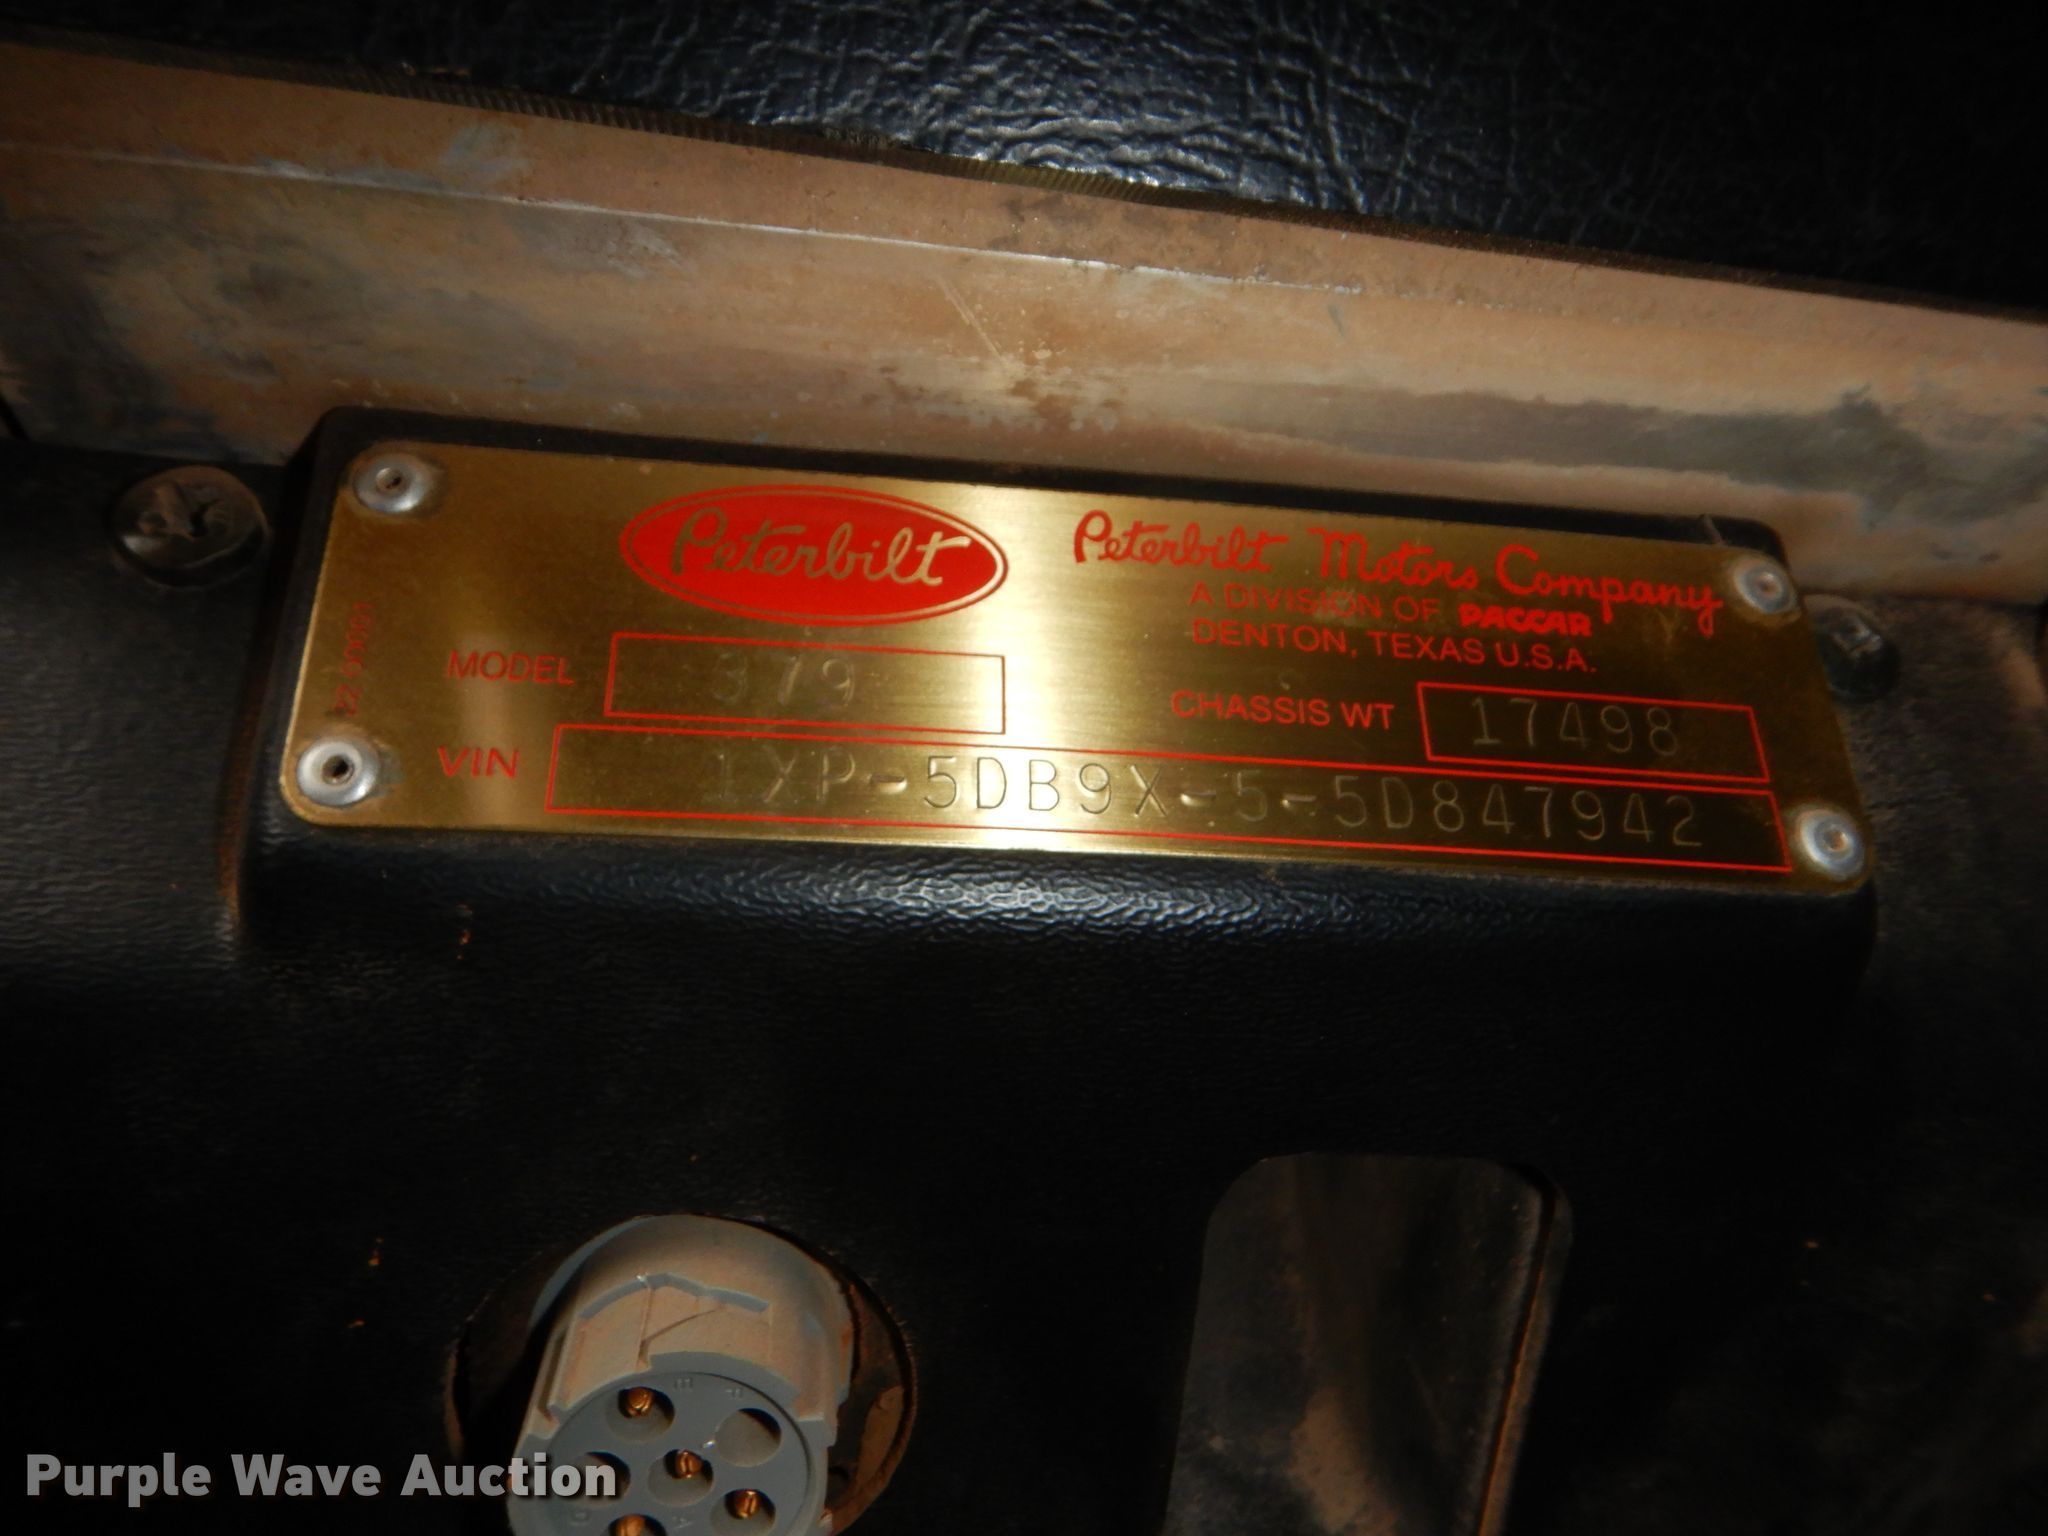 Peterbilt
Peterbilt Motors Company
A DIVISION OF PACCAR
DENTON, TEXAS U.S.A.
MODEL 379
CHASSIS WT 17498
VIN 1XP-5DB9X-5-5D847942
Purple Wave Auction